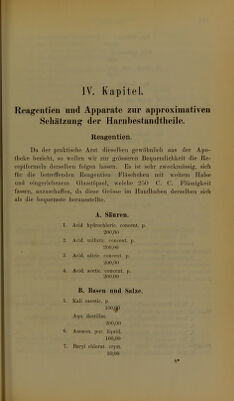 IV. Kapitel.
Reagentien und Apparate zur approximativen
Schätzung der Harnbestandtheile.
Reagentien.
Da der praktische Arzt dieselben gewöhnlich aus der Apo-
theke bezieht, so wollen wir zur grösseren Bequemlichkeit die Re-
ceptformeln derselben folgen lassen. Es ist sehr zweckmässig, sich
für die betreffenden Reagentien Fläschchen mit weitem Halse
und eingeriebenem Glasstöpsel, welche 250 C. C. Flüssigkeit
fassen, anzuschaffen, da diese Grösse im Handhaben derselben sich
als die bequemste herausstellte.
A. Säuren.
1. Acid. hydrochloric. concent. p.
200,00
2. Acid. sulfuric. concent. p.
200,00
3. Acid. nitric. concent. p.
200,00
4. Acid. acetic. concent. p.
200,00
B. Basen und Salze.
5. Kali caustic. p.
100,00
Aqu. destillat.
200,00
6. Ammon. pur. liquid.
100,00
7. Baryi chlorat. cryst.
50,00